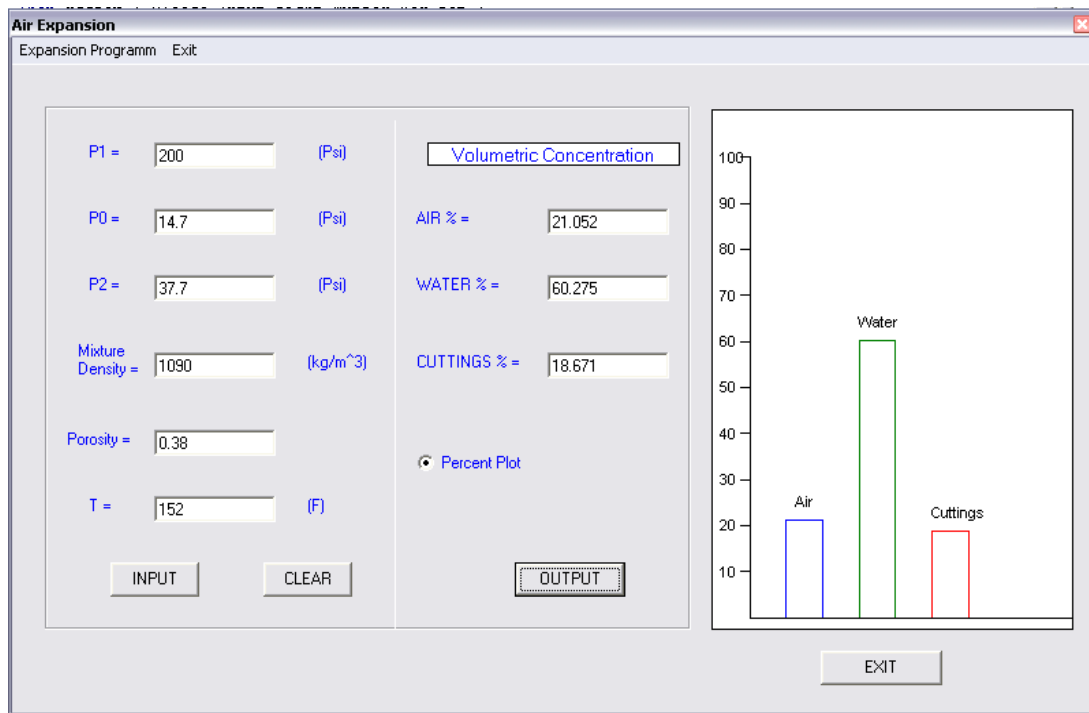 Air Expansion
Expansion Programm Exit
P1 = 200 (Psi)
P0 = 14.7 (Psi)
P2 = 37.7 (Psi)
Mixture
Density = 1090 (kg/m^3)
Porosity = 0.38
T = 152 (F)
INPUT CLEAR
Volumetric Concentration
AIR % = 21.052
WATER % = 60.275
CUTTINGS % = 18.671
Percent Plot
OUTPUT
100
90
80
70
Water
60
50
40
30
Air Cuttings
20
10
EXIT